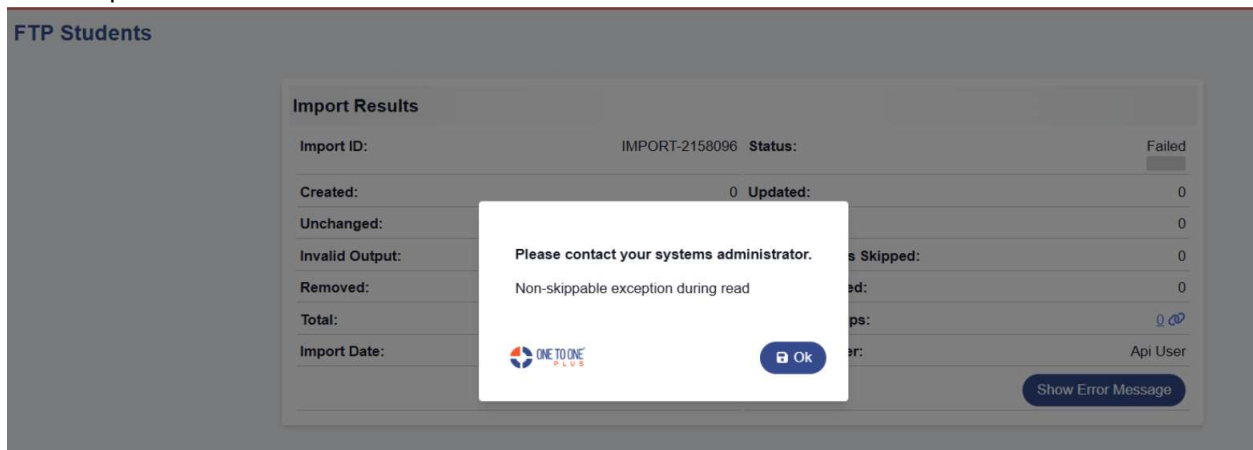 FTP Students
Import Results
Import ID: IMPORT-2158096 Status: Failed
Created: 0 Updated: 0
Unchanged: 0
Invalid Output: s Skipped: 0
Removed: ed: 0
Total: ps: 0
Import Date: er: Api User
Show Error Message
Please contact your systems administrator.
Non-skippable exception during read
ONE TO ONE
PLUS
Ok